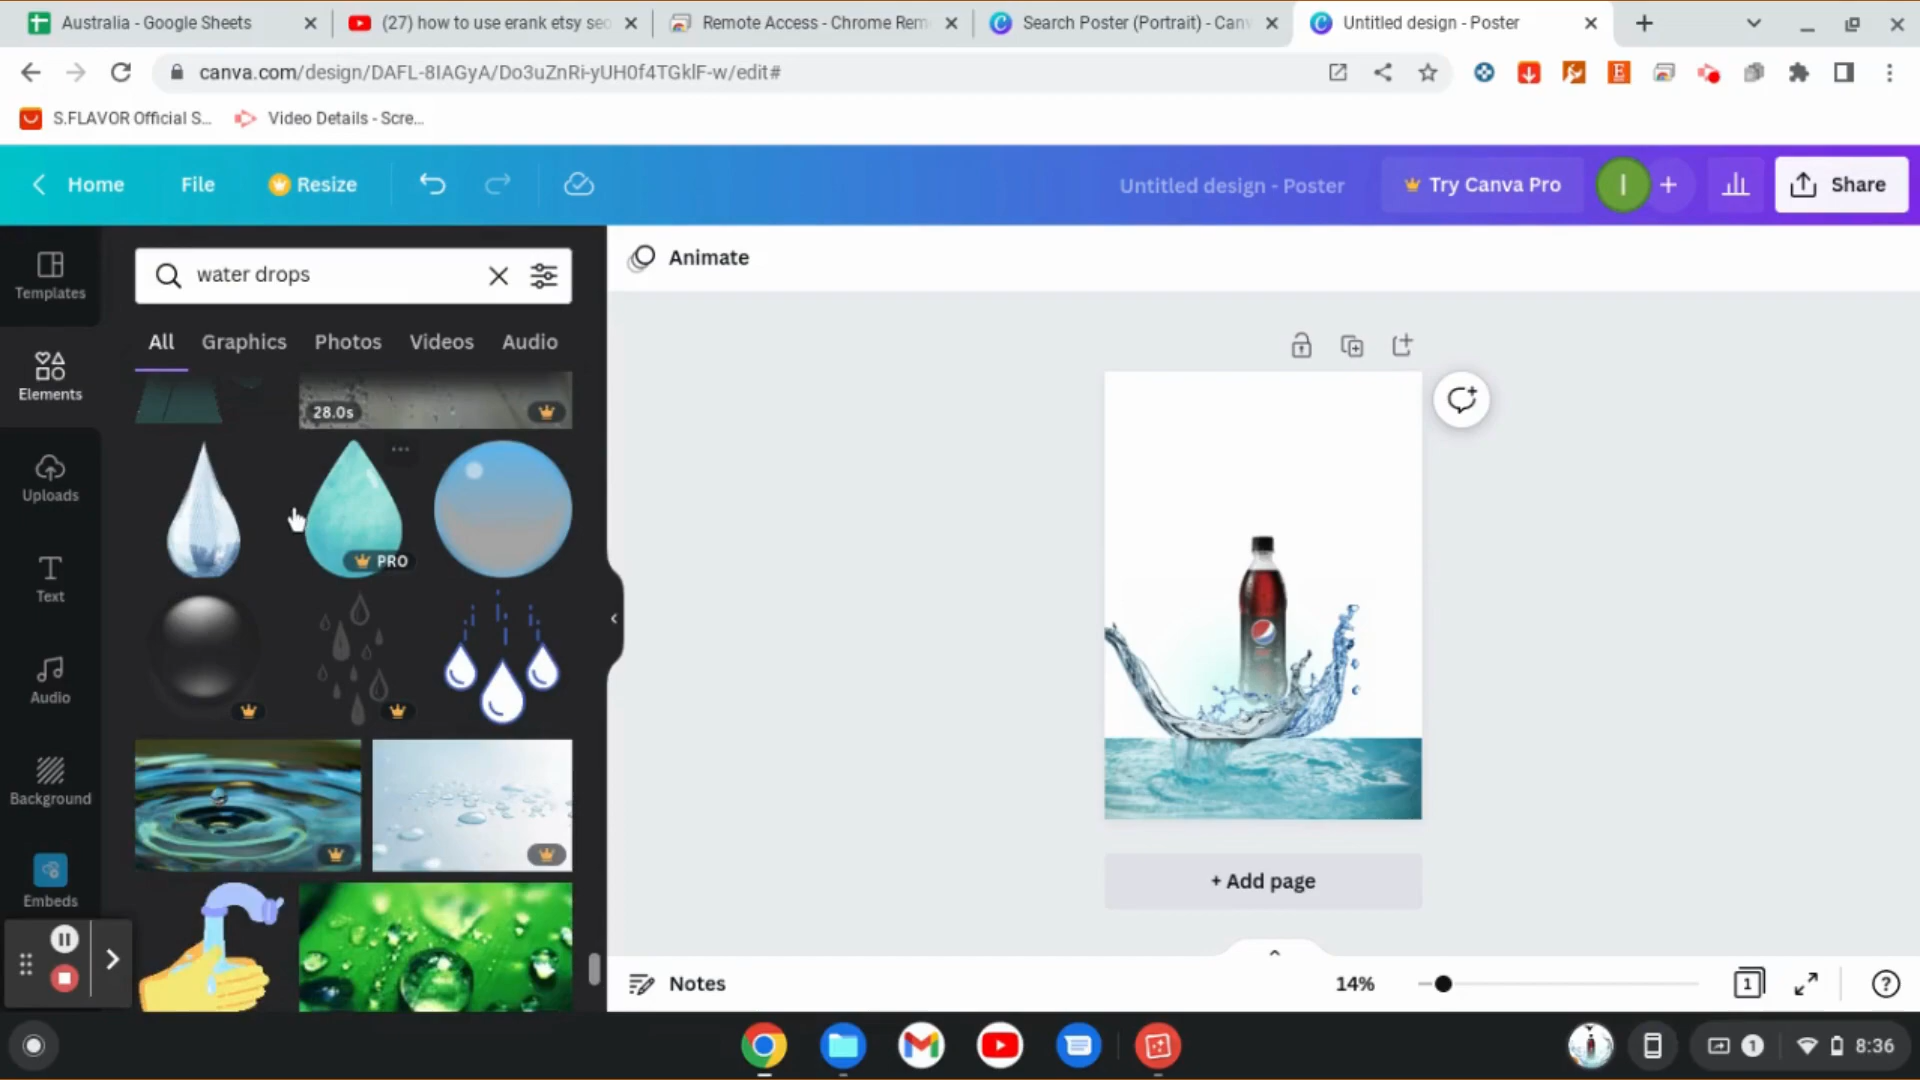 Australia - Google Sheets
(27) how to use erank etsy seo
Remote Access - Chrome Rem
Search Poster (Portrait) - Canv
Untitled design - Poster
canva.com/design/DAFL-8IAGyA/Do3uZnRi-yUH0f4TGklF-w/edit#
S.FLAVOR Official S...
Video Details - Scre...
Home
File
Resize
Untitled design - Poster
Try Canva Pro
I
Share
Templates
Elements
Uploads
Text
Audio
Background
Embeds
water drops
All
Graphics
Photos
Videos
Audio
28.0s
PRO
Animate
+ Add page
Notes
14%
1
1
8:36